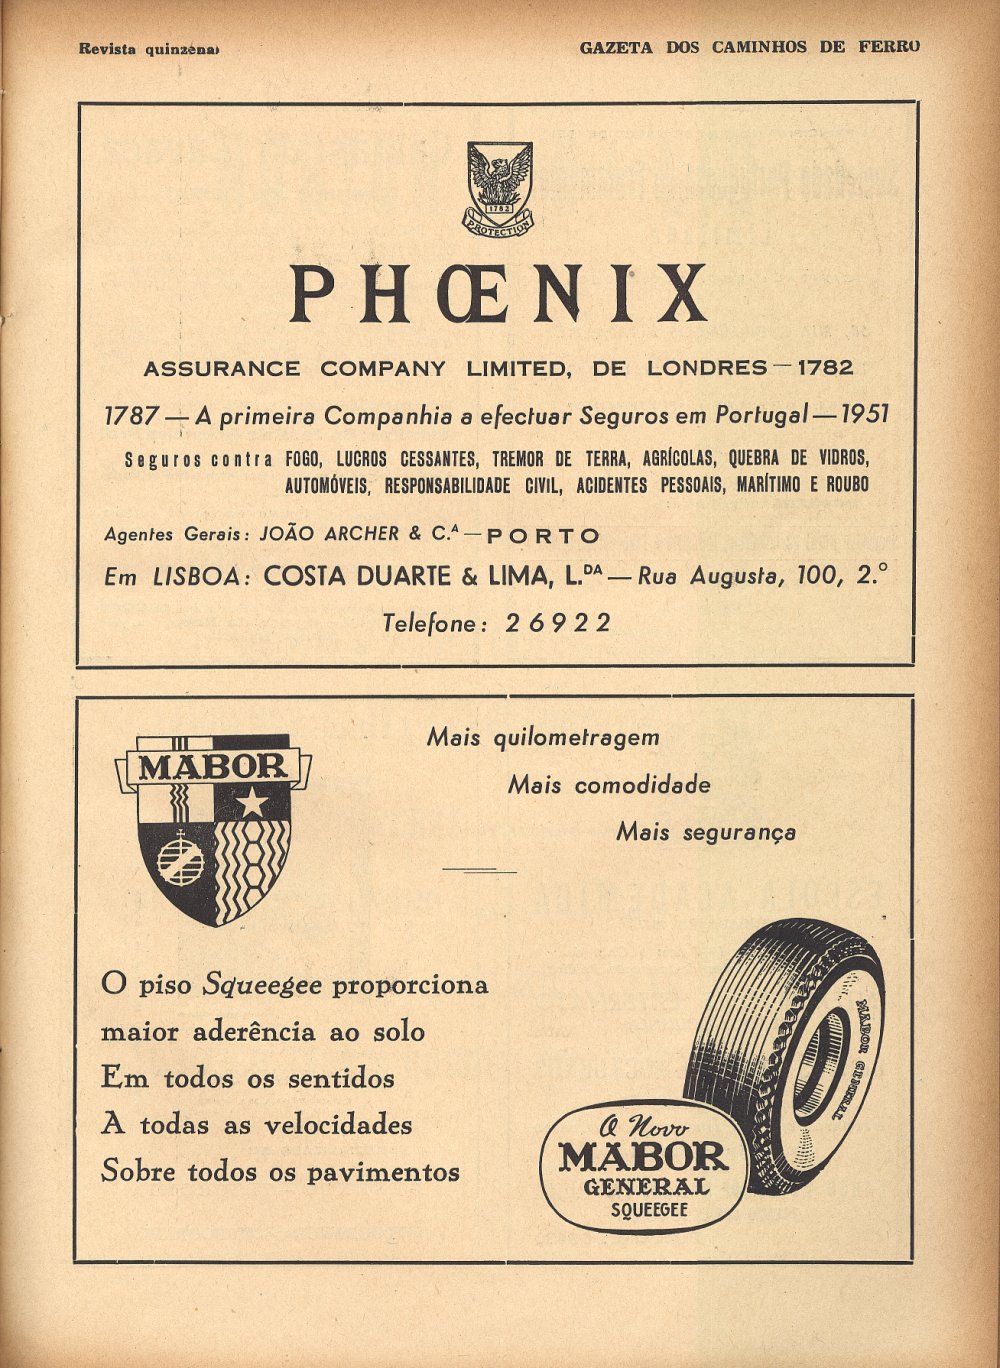 Revista quinzenal
GAZETA DOS CAMINHOS DE FERRO
1782
PROTECTION
PHŒNIX
ASSURANCE COMPANY LIMITED, DE LONDRES — 1782
1787 — A primeira Companhia a efectuar Seguros em Portugal — 1951
Seguros contra FOGO, LUCROS CESSANTES, TREMOR DE TERRA, AGRÍCOLAS, QUEBRA DE VIDROS,
AUTOMÓVEIS, RESPONSABILIDADE CIVIL, ACIDENTES PESSOAIS, MARÍTIMO E ROUBO
Agentes Gerais: JOÃO ARCHER & C.ᴬ — PORTO
Em LISBOA: COSTA DUARTE & LIMA, L.ᴰᴬ — Rua Augusta, 100, 2.º
Telefone: 26922
MABOR
Mais quilometragem
Mais comodidade
Mais segurança
O piso Squeegee proporciona
maior aderência ao solo
Em todos os sentidos
A todas as velocidades
Sobre todos os pavimentos
MABOR GENERAL
O Novo
MABOR
GENERAL
SQUEEGEE